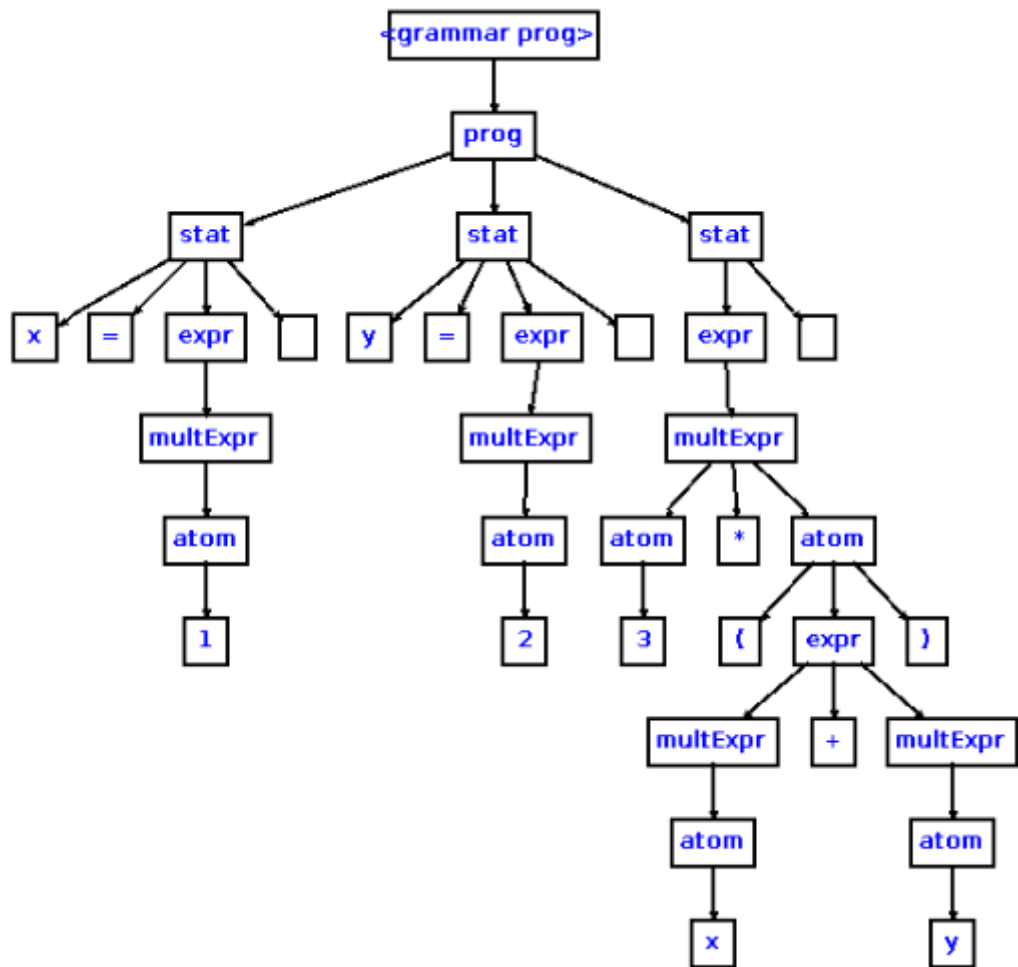 <grammar prog>
prog
stat stat stat
x = expr y = expr expr
multExpr multExpr multExpr
atom atom atom * atom
1 2 3 ( expr )
multExpr + multExpr
atom atom
x y